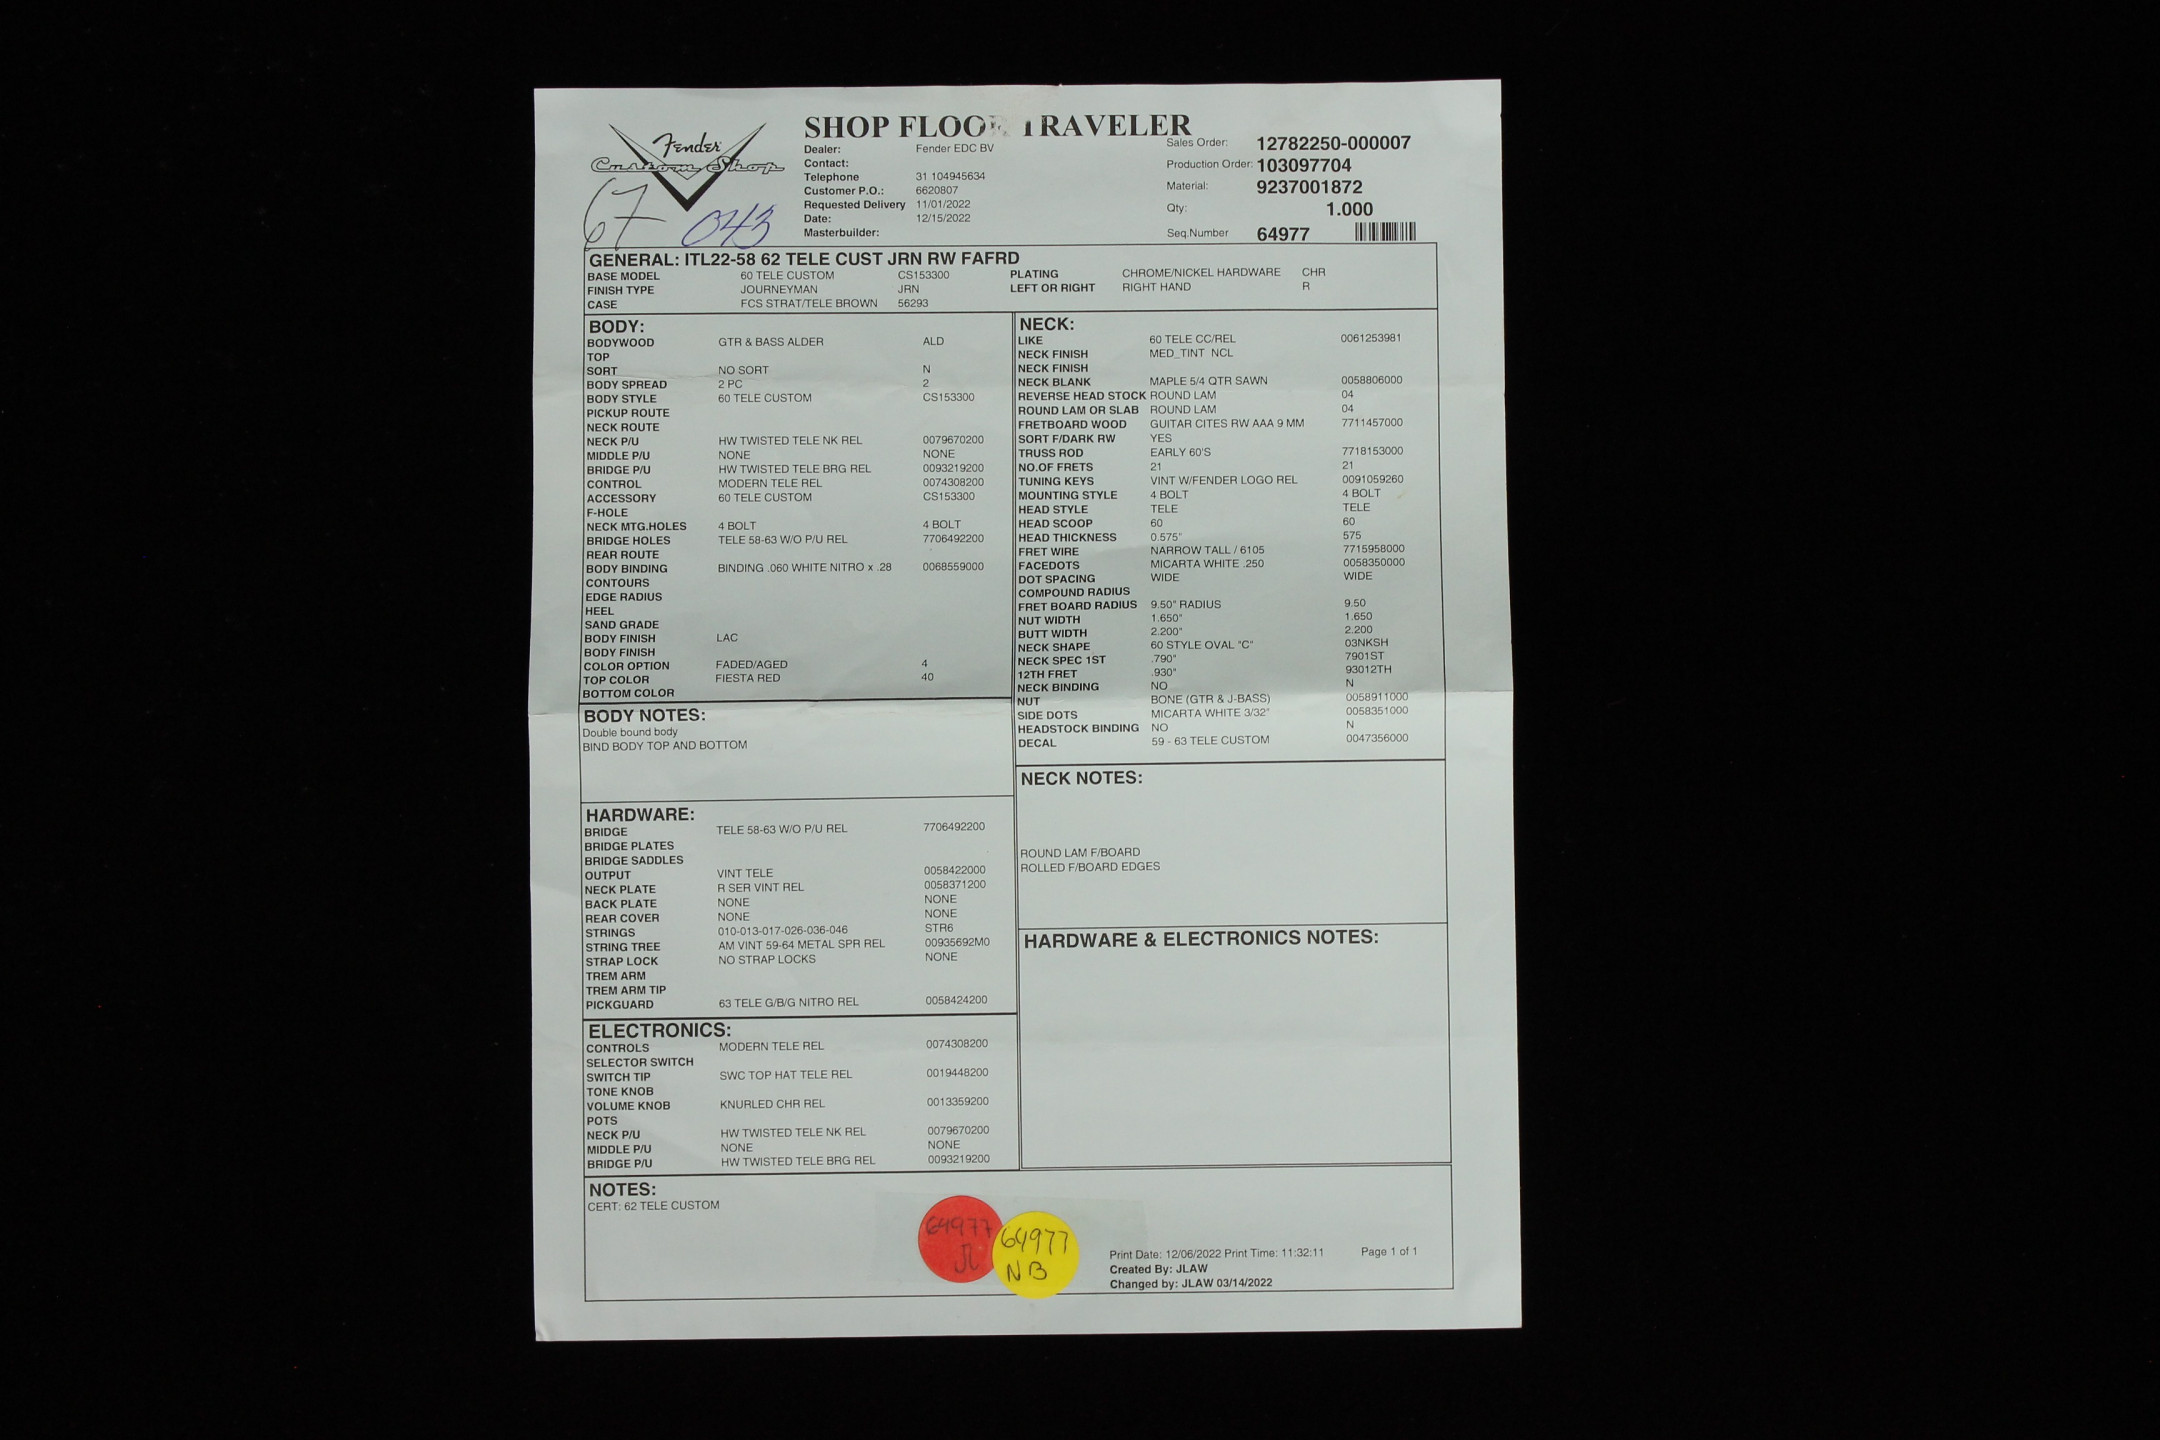 Fender
Custom Shop
67
043
SHOP FLOOR TRAVELER
Dealer: Fender EDC BV
Contact:
Telephone 31 104945634
Customer P.O.: 6620807
Requested Delivery 11/01/2022
Date: 12/15/2022
Masterbuilder:
Sales Order: 12782250-000007
Production Order: 103097704
Material: 9237001872
Qty: 1.000
Seq.Number 64977
GENERAL: ITL22-58 62 TELE CUST JRN RW FAFRD
BASE MODEL 60 TELE CUSTOM CS153300 PLATING CHROME/NICKEL HARDWARE CHR
FINISH TYPE JOURNEYMAN JRN LEFT OR RIGHT RIGHT HAND R
CASE FCS STRAT/TELE BROWN 56293
BODY:
BODYWOOD GTR & BASS ALDER ALD
TOP
SORT NO SORT N
BODY SPREAD 2 PC 2
BODY STYLE 60 TELE CUSTOM CS153300
PICKUP ROUTE
NECK ROUTE
NECK P/U HW TWISTED TELE NK REL 0079670200
MIDDLE P/U NONE NONE
BRIDGE P/U HW TWISTED TELE BRG REL 0093219200
CONTROL MODERN TELE REL 0074308200
ACCESSORY 60 TELE CUSTOM CS153300
F-HOLE
NECK MTG.HOLES 4 BOLT 4 BOLT
BRIDGE HOLES TELE 58-63 W/O P/U REL 7706492200
REAR ROUTE
BODY BINDING BINDING .060 WHITE NITRO x .28 0068559000
CONTOURS
EDGE RADIUS
HEEL
SAND GRADE
BODY FINISH LAC
BODY FINISH
COLOR OPTION FADED/AGED 4
TOP COLOR FIESTA RED 40
BOTTOM COLOR
BODY NOTES:
Double bound body
BIND BODY TOP AND BOTTOM
HARDWARE:
BRIDGE TELE 58-63 W/O P/U REL 7706492200
BRIDGE PLATES
BRIDGE SADDLES
OUTPUT VINT TELE 0058422000
NECK PLATE R SER VINT REL 0058371200
BACK PLATE NONE NONE
REAR COVER NONE NONE
STRINGS 010-013-017-026-036-046 STR6
STRING TREE AM VINT 59-64 METAL SPR REL 00935692M0
STRAP LOCK NO STRAP LOCKS NONE
TREM ARM
TREM ARM TIP
PICKGUARD 63 TELE G/B/G NITRO REL 0058424200
ELECTRONICS:
CONTROLS MODERN TELE REL 0074308200
SELECTOR SWITCH
SWITCH TIP SWC TOP HAT TELE REL 0019448200
TONE KNOB
VOLUME KNOB KNURLED CHR REL 0013359200
POTS
NECK P/U HW TWISTED TELE NK REL 0079670200
MIDDLE P/U NONE NONE
BRIDGE P/U HW TWISTED TELE BRG REL 0093219200
NECK:
LIKE 60 TELE CC/REL 0061253981
NECK FINISH MED_TINT NCL
NECK FINISH
NECK BLANK MAPLE 5/4 QTR SAWN 0058806000
REVERSE HEAD STOCK ROUND LAM 04
ROUND LAM OR SLAB ROUND LAM 04
FRETBOARD WOOD GUITAR CITES RW AAA 9 MM 7711457000
SORT F/DARK RW YES
TRUSS ROD EARLY 60'S 7718153000
NO.OF FRETS 21 21
TUNING KEYS VINT W/FENDER LOGO REL 0091059260
MOUNTING STYLE 4 BOLT 4 BOLT
HEAD STYLE TELE TELE
HEAD SCOOP 60 60
HEAD THICKNESS 0.575" 575
FRET WIRE NARROW TALL / 6105 7715958000
FACEDOTS MICARTA WHITE .250 0058350000
DOT SPACING WIDE WIDE
COMPOUND RADIUS
FRET BOARD RADIUS 9.50" RADIUS 9.50
NUT WIDTH 1.650" 1.650
BUTT WIDTH 2.200" 2.200
NECK SHAPE 60 STYLE OVAL "C" 03NKSH
NECK SPEC 1ST .790" 7901ST
12TH FRET .930" 93012TH
NECK BINDING NO N
NUT BONE (GTR & J-BASS) 0058911000
SIDE DOTS MICARTA WHITE 3/32" 0058351000
HEADSTOCK BINDING NO N
DECAL 59 - 63 TELE CUSTOM 0047356000
NECK NOTES:
ROUND LAM F/BOARD
ROLLED F/BOARD EDGES
HARDWARE & ELECTRONICS NOTES:
NOTES:
CERT: 62 TELE CUSTOM
64977
JL
64977
NB
Print Date: 12/06/2022 Print Time: 11:32:11 Page 1 of 1
Created By: JLAW
Changed by: JLAW 03/14/2022